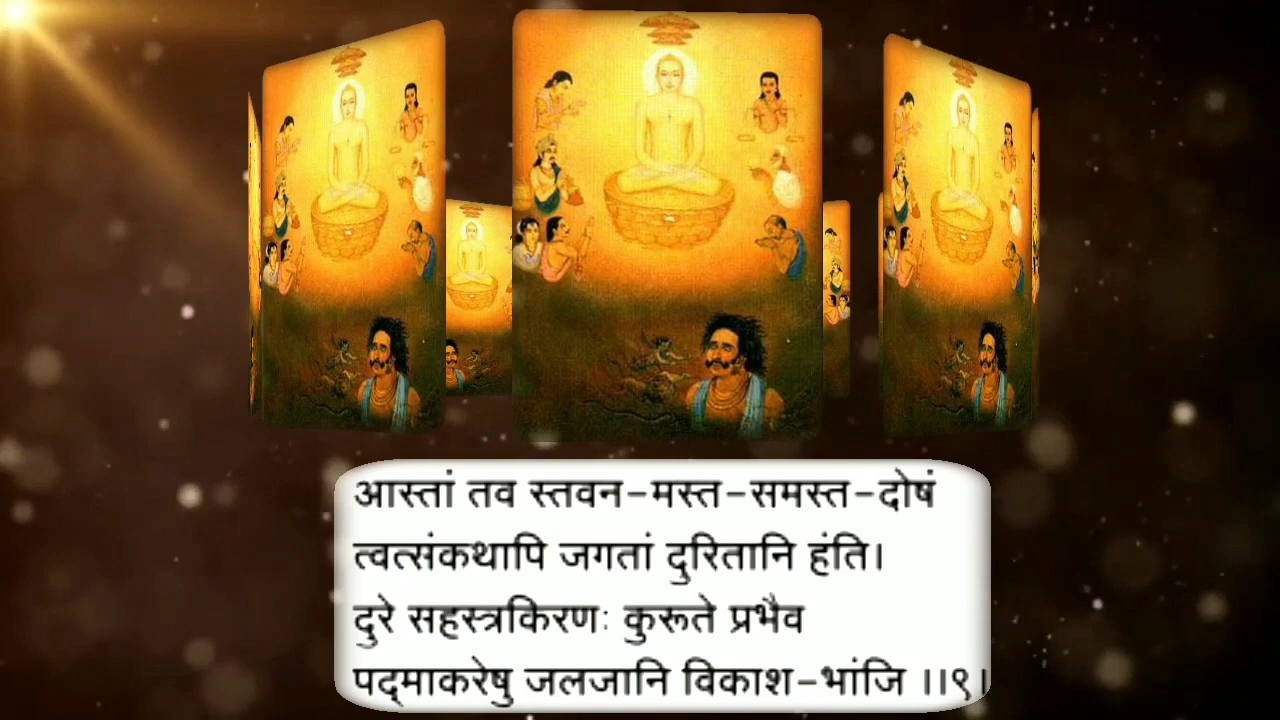 आस्तां तव स्तवन-मस्त-समस्त-दोषं
त्वत्संकथापि जगतां दुरितानि हंति।
दुरे सहस्त्रकिरणः कुरूते प्रभैव
पद्माकरेषु जलजानि विकाश-भांजि ।।९।